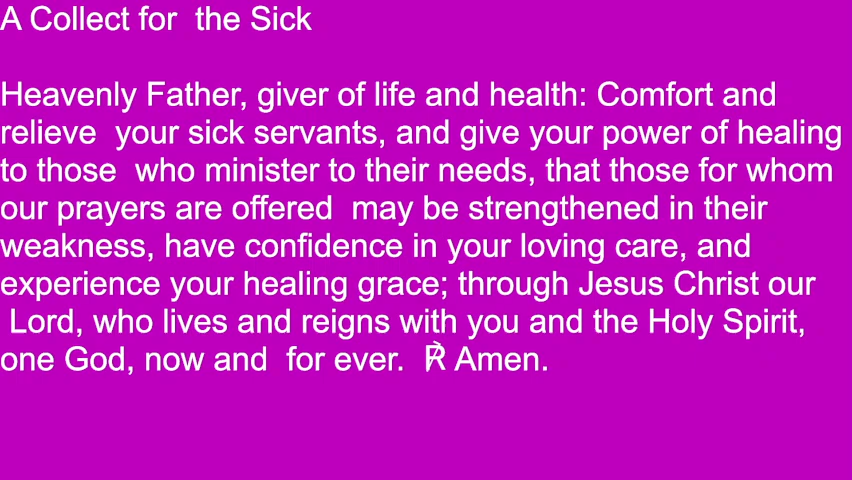 A Collect for  the Sick
Heavenly Father, giver of life and health: Comfort and
relieve  your sick servants, and give your power of healing
to those  who minister to their needs, that those for whom
our prayers are offered  may be strengthened in their
weakness, have confidence in your loving care, and
experience your healing grace; through Jesus Christ our
 Lord, who lives and reigns with you and the Holy Spirit,
one God, now and  for ever.  R̀ Amen.